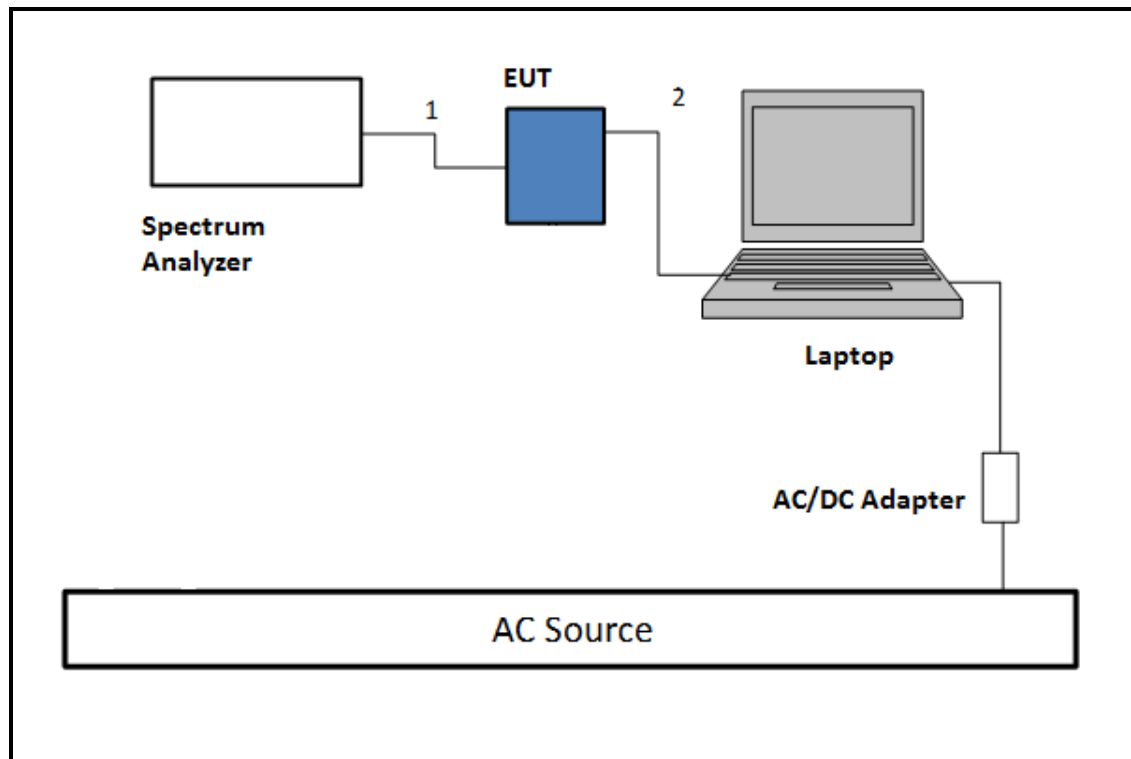 EUT
1
2
Spectrum
Analyzer
Laptop
AC/DC Adapter
AC Source